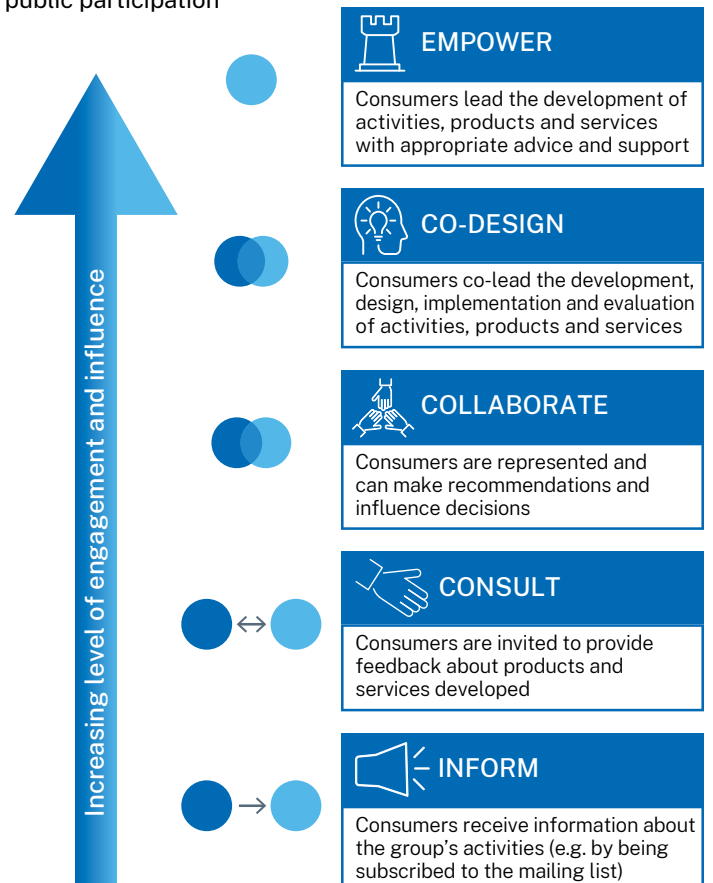 public participation
EMPOWER
Consumers lead the development of
activities, products and services
with appropriate advice and support
CO-DESIGN
Consumers co-lead the development,
design, implementation and evaluation
of activities, products and services
COLLABORATE
Consumers are represented and
can make recommendations and
influence decisions
CONSULT
Consumers are invited to provide
feedback about products and
services developed
INFORM
Consumers receive information about
the group’s activities (e.g. by being
subscribed to the mailing list)
Increasing level of engagement and influence